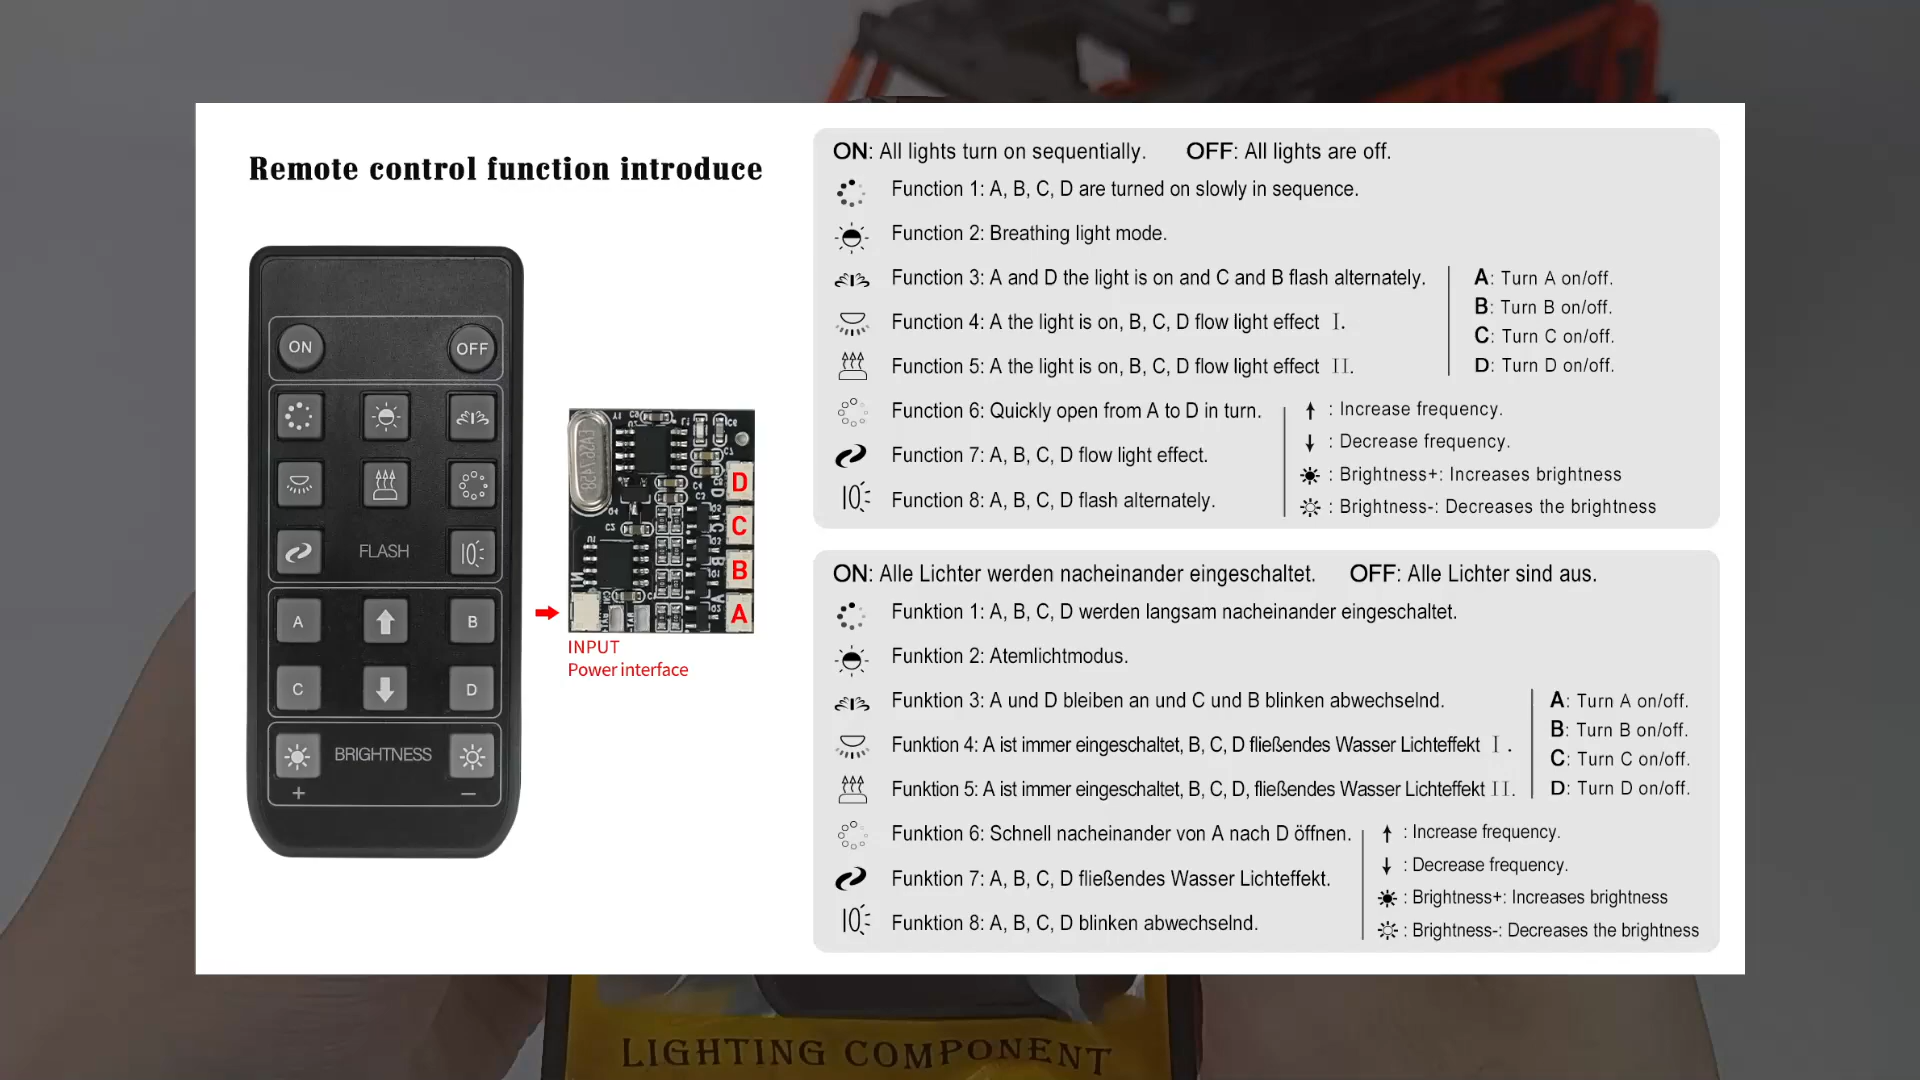 Remote control function introduce
ON
OFF
FLASH
A
B
C
D
BRIGHTNESS
+
−
D
C
B
A
INPUT
Power interface
ON: All lights turn on sequentially. OFF: All lights are off.
Function 1: A, B, C, D are turned on slowly in sequence.
Function 2: Breathing light mode.
Function 3: A and D the light is on and C and B flash alternately.
Function 4: A the light is on, B, C, D flow light effect I.
Function 5: A the light is on, B, C, D flow light effect II.
Function 6: Quickly open from A to D in turn.
Function 7: A, B, C, D flow light effect.
Function 8: A, B, C, D flash alternately.
A: Turn A on/off.
B: Turn B on/off.
C: Turn C on/off.
D: Turn D on/off.
↑ : Increase frequency.
↓ : Decrease frequency.
: Brightness+: Increases brightness
: Brightness-: Decreases the brightness
ON: Alle Lichter werden nacheinander eingeschaltet. OFF: Alle Lichter sind aus.
Funktion 1: A, B, C, D werden langsam nacheinander eingeschaltet.
Funktion 2: Atemlichtmodus.
Funktion 3: A und D bleiben an und C und B blinken abwechselnd.
Funktion 4: A ist immer eingeschaltet, B, C, D fließendes Wasser Lichteffekt I .
Funktion 5: A ist immer eingeschaltet, B, C, D, fließendes Wasser Lichteffekt II.
Funktion 6: Schnell nacheinander von A nach D öffnen.
Funktion 7: A, B, C, D fließendes Wasser Lichteffekt.
Funktion 8: A, B, C, D blinken abwechselnd.
A: Turn A on/off.
B: Turn B on/off.
C: Turn C on/off.
D: Turn D on/off.
↑ : Increase frequency.
↓ : Decrease frequency.
: Brightness+: Increases brightness
: Brightness-: Decreases the brightness
LIGHTING COMPONENT